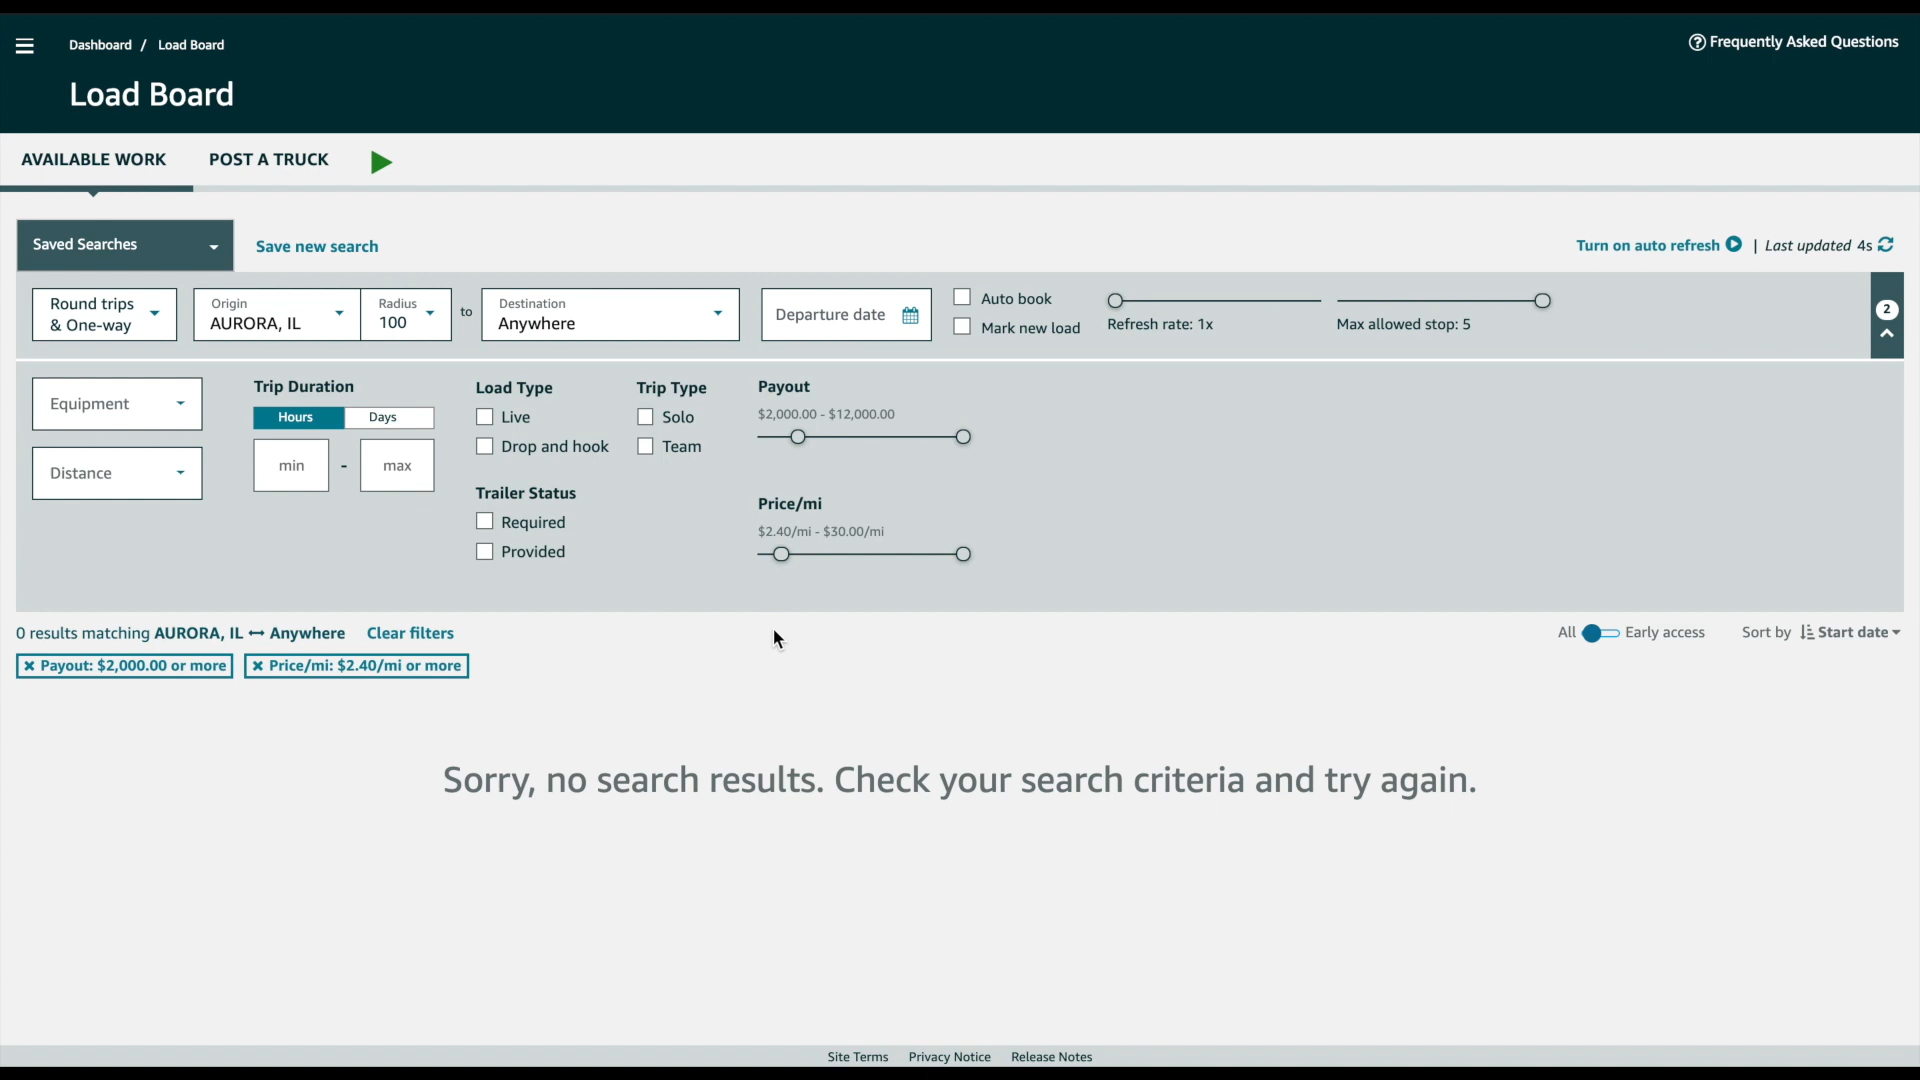 Dashboard / Load Board
Frequently Asked Questions
Load Board
AVAILABLE WORK
POST A TRUCK
Saved Searches
Save new search
Turn on auto refresh | Last updated 4s
Round trips
& One-way
Origin
AURORA, IL
Radius
100
to
Destination
Anywhere
Departure date
Auto book
Mark new load
Refresh rate: 1x
Max allowed stop: 5
2
Equipment
Distance
Trip Duration
Hours
Days
min
-
max
Load Type
Live
Drop and hook
Trailer Status
Required
Provided
Trip Type
Solo
Team
Payout
$2,000.00 - $12,000.00
Price/mi
$2.40/mi - $30.00/mi
0 results matching AURORA, IL ↔ Anywhere
Clear filters
All
Early access
Sort by
Start date
× Payout: $2,000.00 or more
× Price/mi: $2.40/mi or more
Sorry, no search results. Check your search criteria and try again.
Site Terms
Privacy Notice
Release Notes